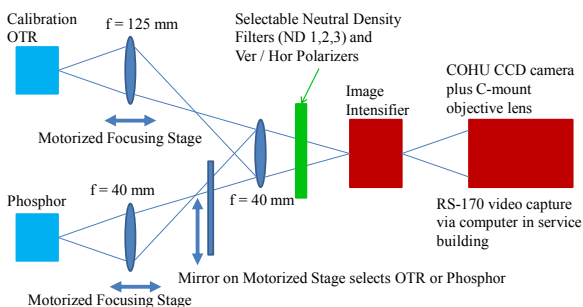 Calibration
OTR
f = 125 mm
Motorized Focusing Stage
Selectable Neutral Density
Filters (ND 1,2,3) and
Ver / Hor Polarizers
Image
Intensifier
COHU CCD camera
plus C-mount
objective lens
Phosphor
f = 40 mm
f = 40 mm
RS-170 video capture
via computer in service
building
Mirror on Motorized Stage selects OTR or Phosphor
Motorized Focusing Stage